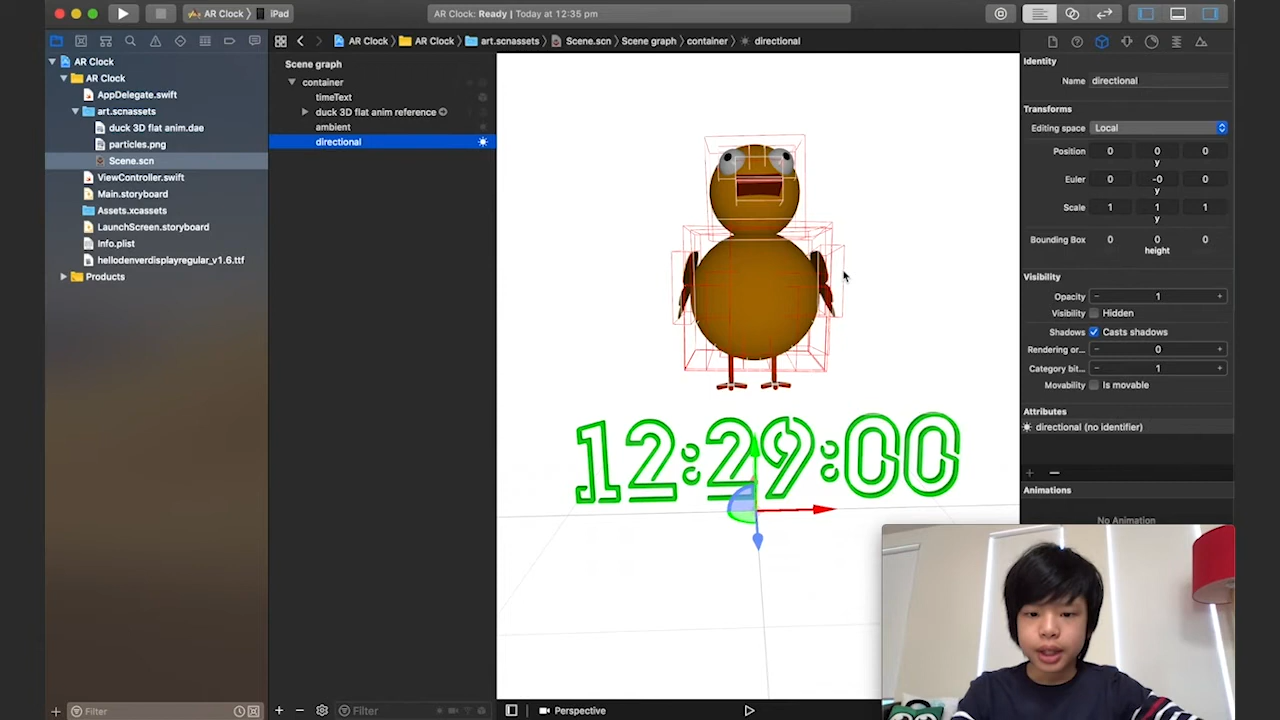 AR Clock
iPad
AR Clock: Ready | Today at 12:35 pm
AR Clock
AR Clock
art.scnassets
Scene.scn
Scene graph
container
directional
AR Clock
AR Clock
AppDelegate.swift
art.scnassets
duck 3D flat anim.dae
particles.png
Scene.scn
ViewController.swift
Main.storyboard
Assets.xcassets
LaunchScreen.storyboard
Info.plist
hellodenverdisplayregular_v1.6.ttf
Products
Filter
Scene graph
container
timeText
duck 3D flat anim reference
ambient
directional
Filter
12:29:00
Perspective
Identity
Name directional
Transforms
Editing space Local
Position 0 0 0
y
Euler 0 -0 0
y
Scale 1 1 1
y
Bounding Box 0 0 0
height
Visibility
Opacity − 1 +
Visibility Hidden
Shadows Casts shadows
Rendering or... − 0 +
Category bit... − 1 +
Movability Is movable
Attributes
directional (no identifier)
Animations
No Animation